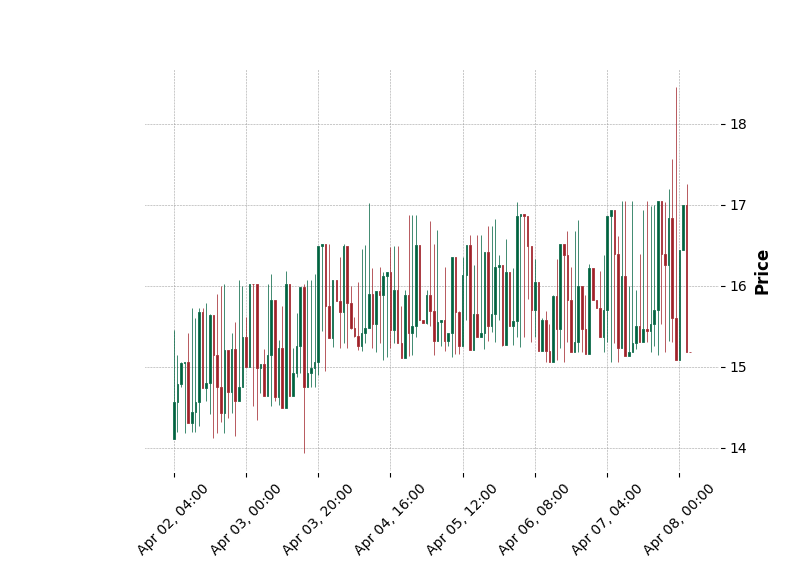 18
17
Price
16
15
14
Apr 02, 04:00
Apr 03, 00:00
Apr 03, 20:00
Apr 04, 16:00
Apr 05, 12:00
Apr 06, 08:00
Apr 07, 04:00
Apr 08, 00:00